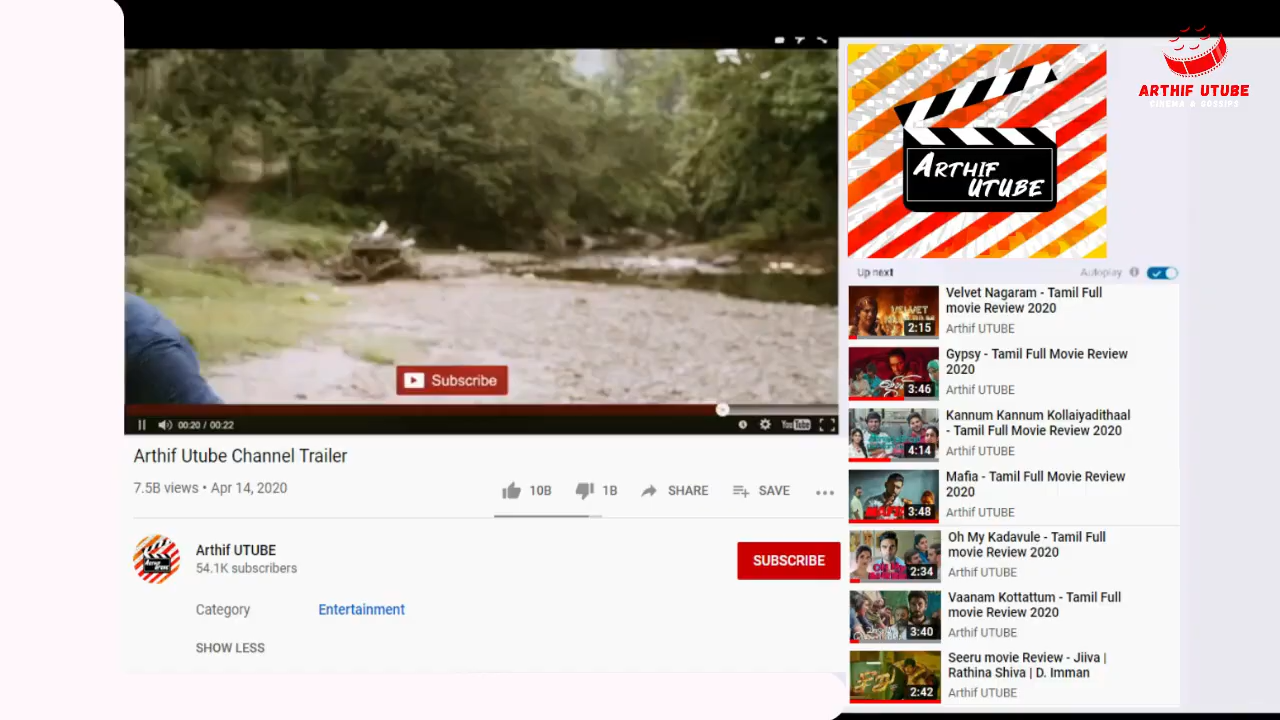 ARTHIF UTUBE
CINEMA & GOSSIPS
ARTHIF
UTUBE
Subscribe
00:20 / 00:22
YouTube
Arthif Utube Channel Trailer
7.5B views • Apr 14, 2020
10B
1B
SHARE
SAVE
Arthif UTUBE
54.1K subscribers
SUBSCRIBE
Category
Entertainment
SHOW LESS
Up next
Autoplay
Velvet Nagaram - Tamil Full
movie Review 2020
Arthif UTUBE
2:15
Gypsy - Tamil Full Movie Review
2020
Arthif UTUBE
3:46
Kannum Kannum Kollaiyadithaal
- Tamil Full Movie Review 2020
Arthif UTUBE
4:14
Mafia - Tamil Full Movie Review
2020
Arthif UTUBE
3:48
Oh My Kadavule - Tamil Full
movie Review 2020
Arthif UTUBE
2:34
Vaanam Kottattum - Tamil Full
movie Review 2020
Arthif UTUBE
3:40
Seeru movie Review - Jiiva |
Rathina Shiva | D. Imman
Arthif UTUBE
2:42